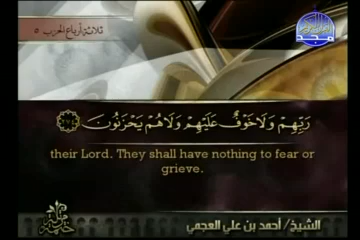 ثلاثة أرباع الحزب ٥
رَبِّهِمْ وَلَا خَوْفٌ عَلَيْهِمْ وَلَا هُمْ يَحْزَنُونَ
their Lord. They shall have nothing to fear or
grieve.
الشيخ/ أحمد بن علي العجمي